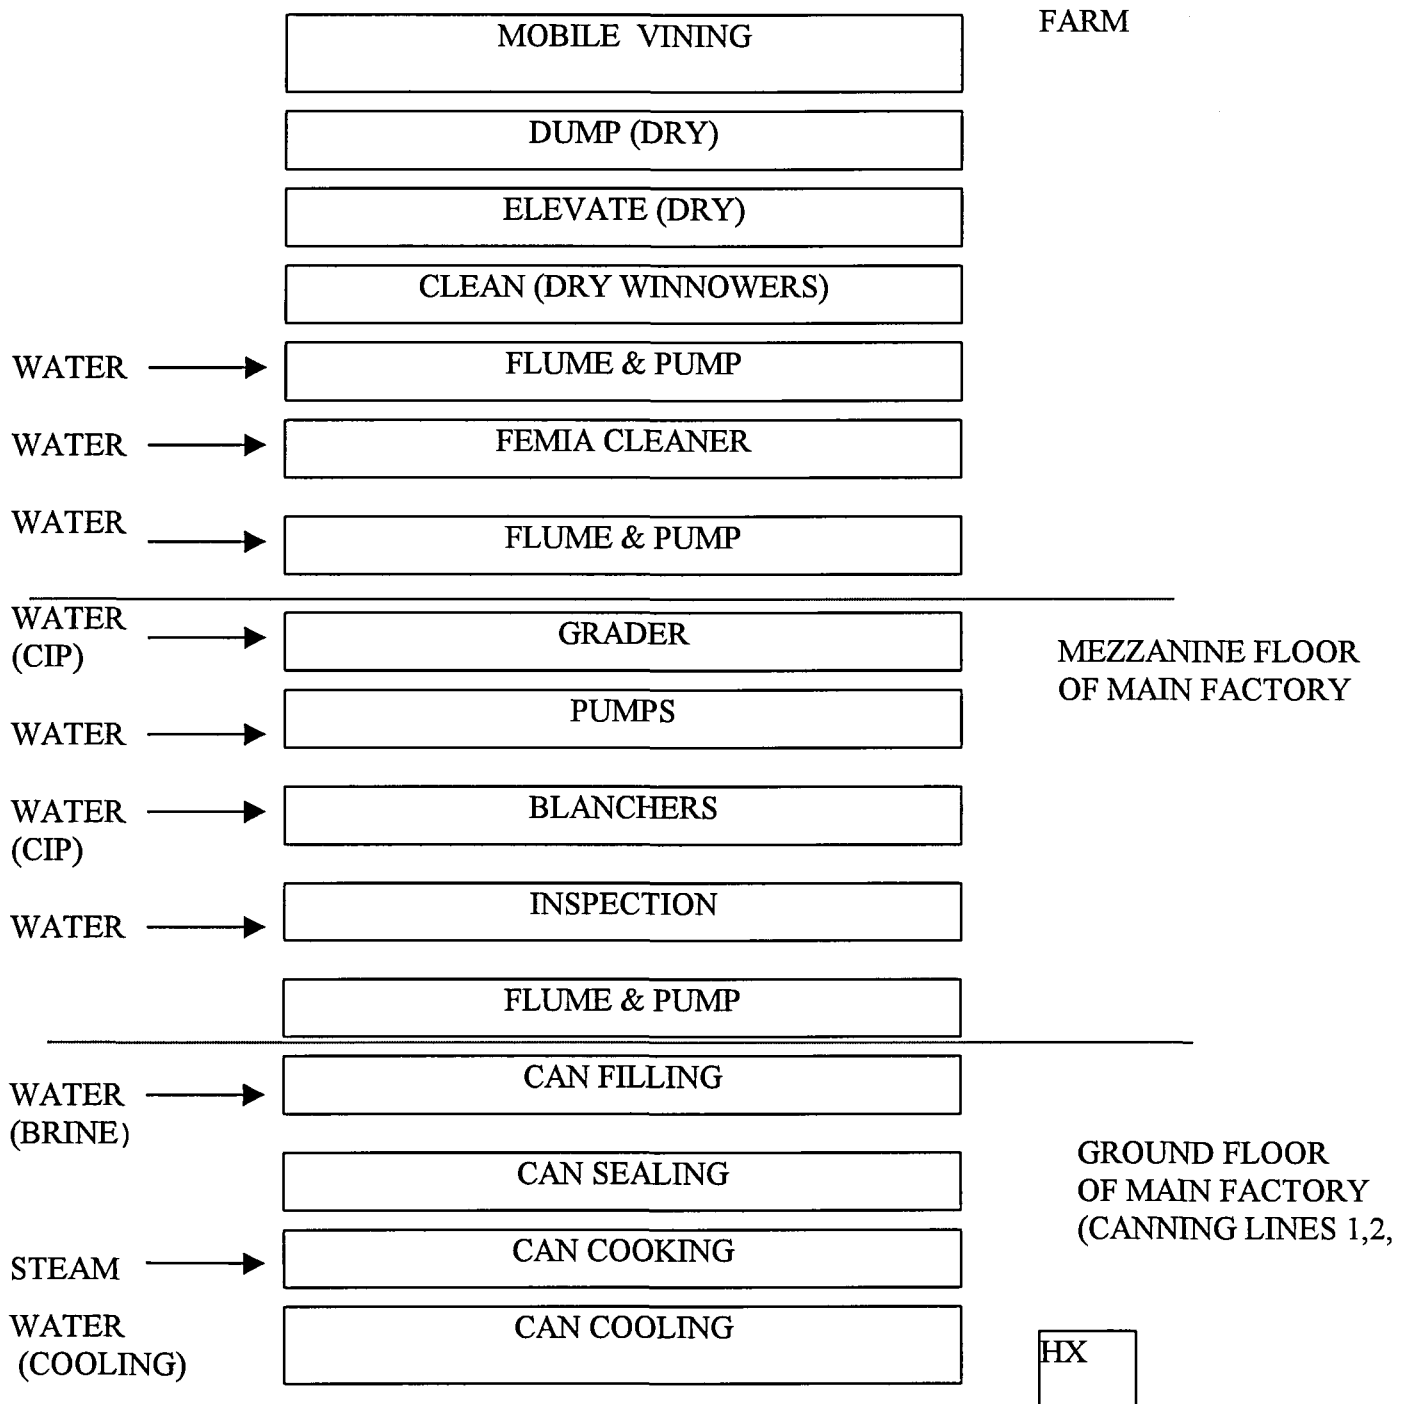 MOBILE VINING
FARM
DUMP (DRY)
ELEVATE (DRY)
CLEAN (DRY WINNOWERS)
WATER
FLUME & PUMP
WATER
FEMIA CLEANER
WATER
FLUME & PUMP
WATER
(CIP)
GRADER
MEZZANINE FLOOR
OF MAIN FACTORY
WATER
PUMPS
WATER
(CIP)
BLANCHERS
WATER
INSPECTION
FLUME & PUMP
WATER
(BRINE)
CAN FILLING
CAN SEALING
GROUND FLOOR
OF MAIN FACTORY
(CANNING LINES 1,2,
STEAM
CAN COOKING
WATER
(COOLING)
CAN COOLING
HX